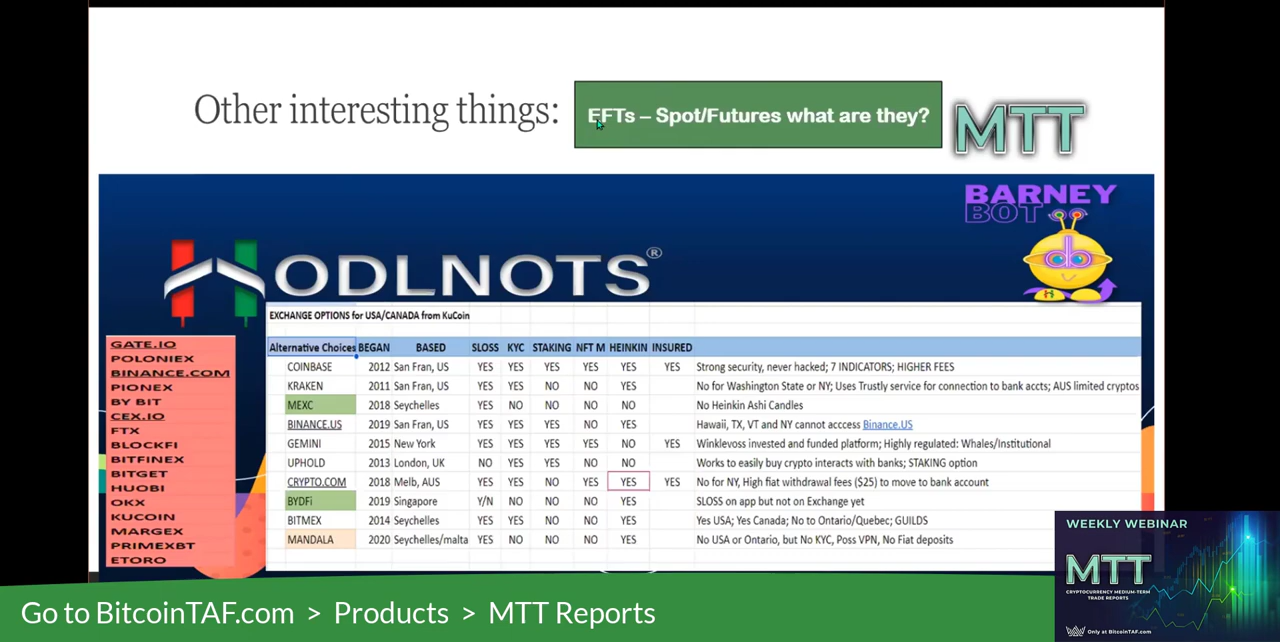 Other interesting things:
EFTs – Spot/Futures what are they?
MTT
BARNEY
BOT
HODLNOTS®
EXCHANGE OPTIONS for USA/CANADA from KuCoin
Alternative Choices BEGAN BASED SLOSS KYC STAKING NFT M HEINKIN INSURED
COINBASE 2012 San Fran, US YES YES YES YES YES YES Strong security, never hacked; 7 INDICATORS; HIGHER FEES
KRAKEN 2011 San Fran, US YES YES NO NO YES No for Washington State or NY; Uses Trustly service for connection to bank accts; AUS limited cryptos
MEXC 2018 Seychelles YES NO NO NO NO No Heinkin Ashi Candles
BINANCE.US 2019 San Fran, US YES YES NO NO YES Hawaii, TX, VT and NY cannot acccess Binance.US
GEMINI 2015 New York YES YES YES YES NO YES Winklevoss invested and funded platform; Highly regulated: Whales/Institutional
UPHOLD 2013 London, UK NO YES YES NO NO Works to easily buy crypto interacts with banks; STAKING option
CRYPTO.COM 2018 Melb, AUS YES YES NO YES YES YES No for NY, High fiat withdrawal fees ($25) to move to bank account
BYDFi 2019 Singapore Y/N NO NO NO YES SLOSS on app but not on Exchange yet
BITMEX 2014 Seychelles YES YES NO NO YES Yes USA; Yes Canada; No to Ontario/Quebec; GUILDS
MANDALA 2020 Seychelles/malta YES NO NO NO YES No USA or Ontario, but No KYC, Poss VPN, No Fiat deposits
GATE.IO
POLONIEX
BINANCE.COM
PIONEX
BY BIT
CEX.IO
FTX
BLOCKFI
BITFINEX
BITGET
HUOBI
OKX
KUCOIN
MARGEX
PRIMEXBT
ETORO
WEEKLY WEBINAR
MTT
CRYPTOCURRENCY MEDIUM-TERM
TRADE REPORTS
Only at BitcoinTAF.com
Go to BitcoinTAF.com > Products > MTT Reports